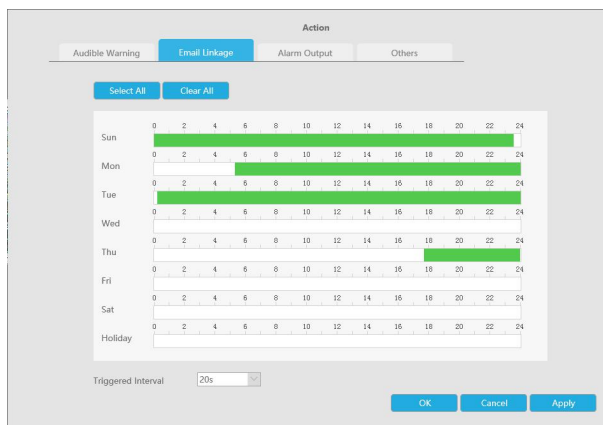 Action
Audible Warning Email Linkage Alarm Output Others
Select All Clear All
0 2 4 6 8 10 12 14 16 18 20 22 24
Sun
0 2 4 6 8 10 12 14 16 18 20 22 24
Mon
0 2 4 6 8 10 12 14 16 18 20 22 24
Tue
0 2 4 6 8 10 12 14 16 18 20 22 24
Wed
0 2 4 6 8 10 12 14 16 18 20 22 24
Thu
0 2 4 6 8 10 12 14 16 18 20 22 24
Fri
0 2 4 6 8 10 12 14 16 18 20 22 24
Sat
0 2 4 6 8 10 12 14 16 18 20 22 24
Holiday
Triggered Interval 20s
OK Cancel Apply